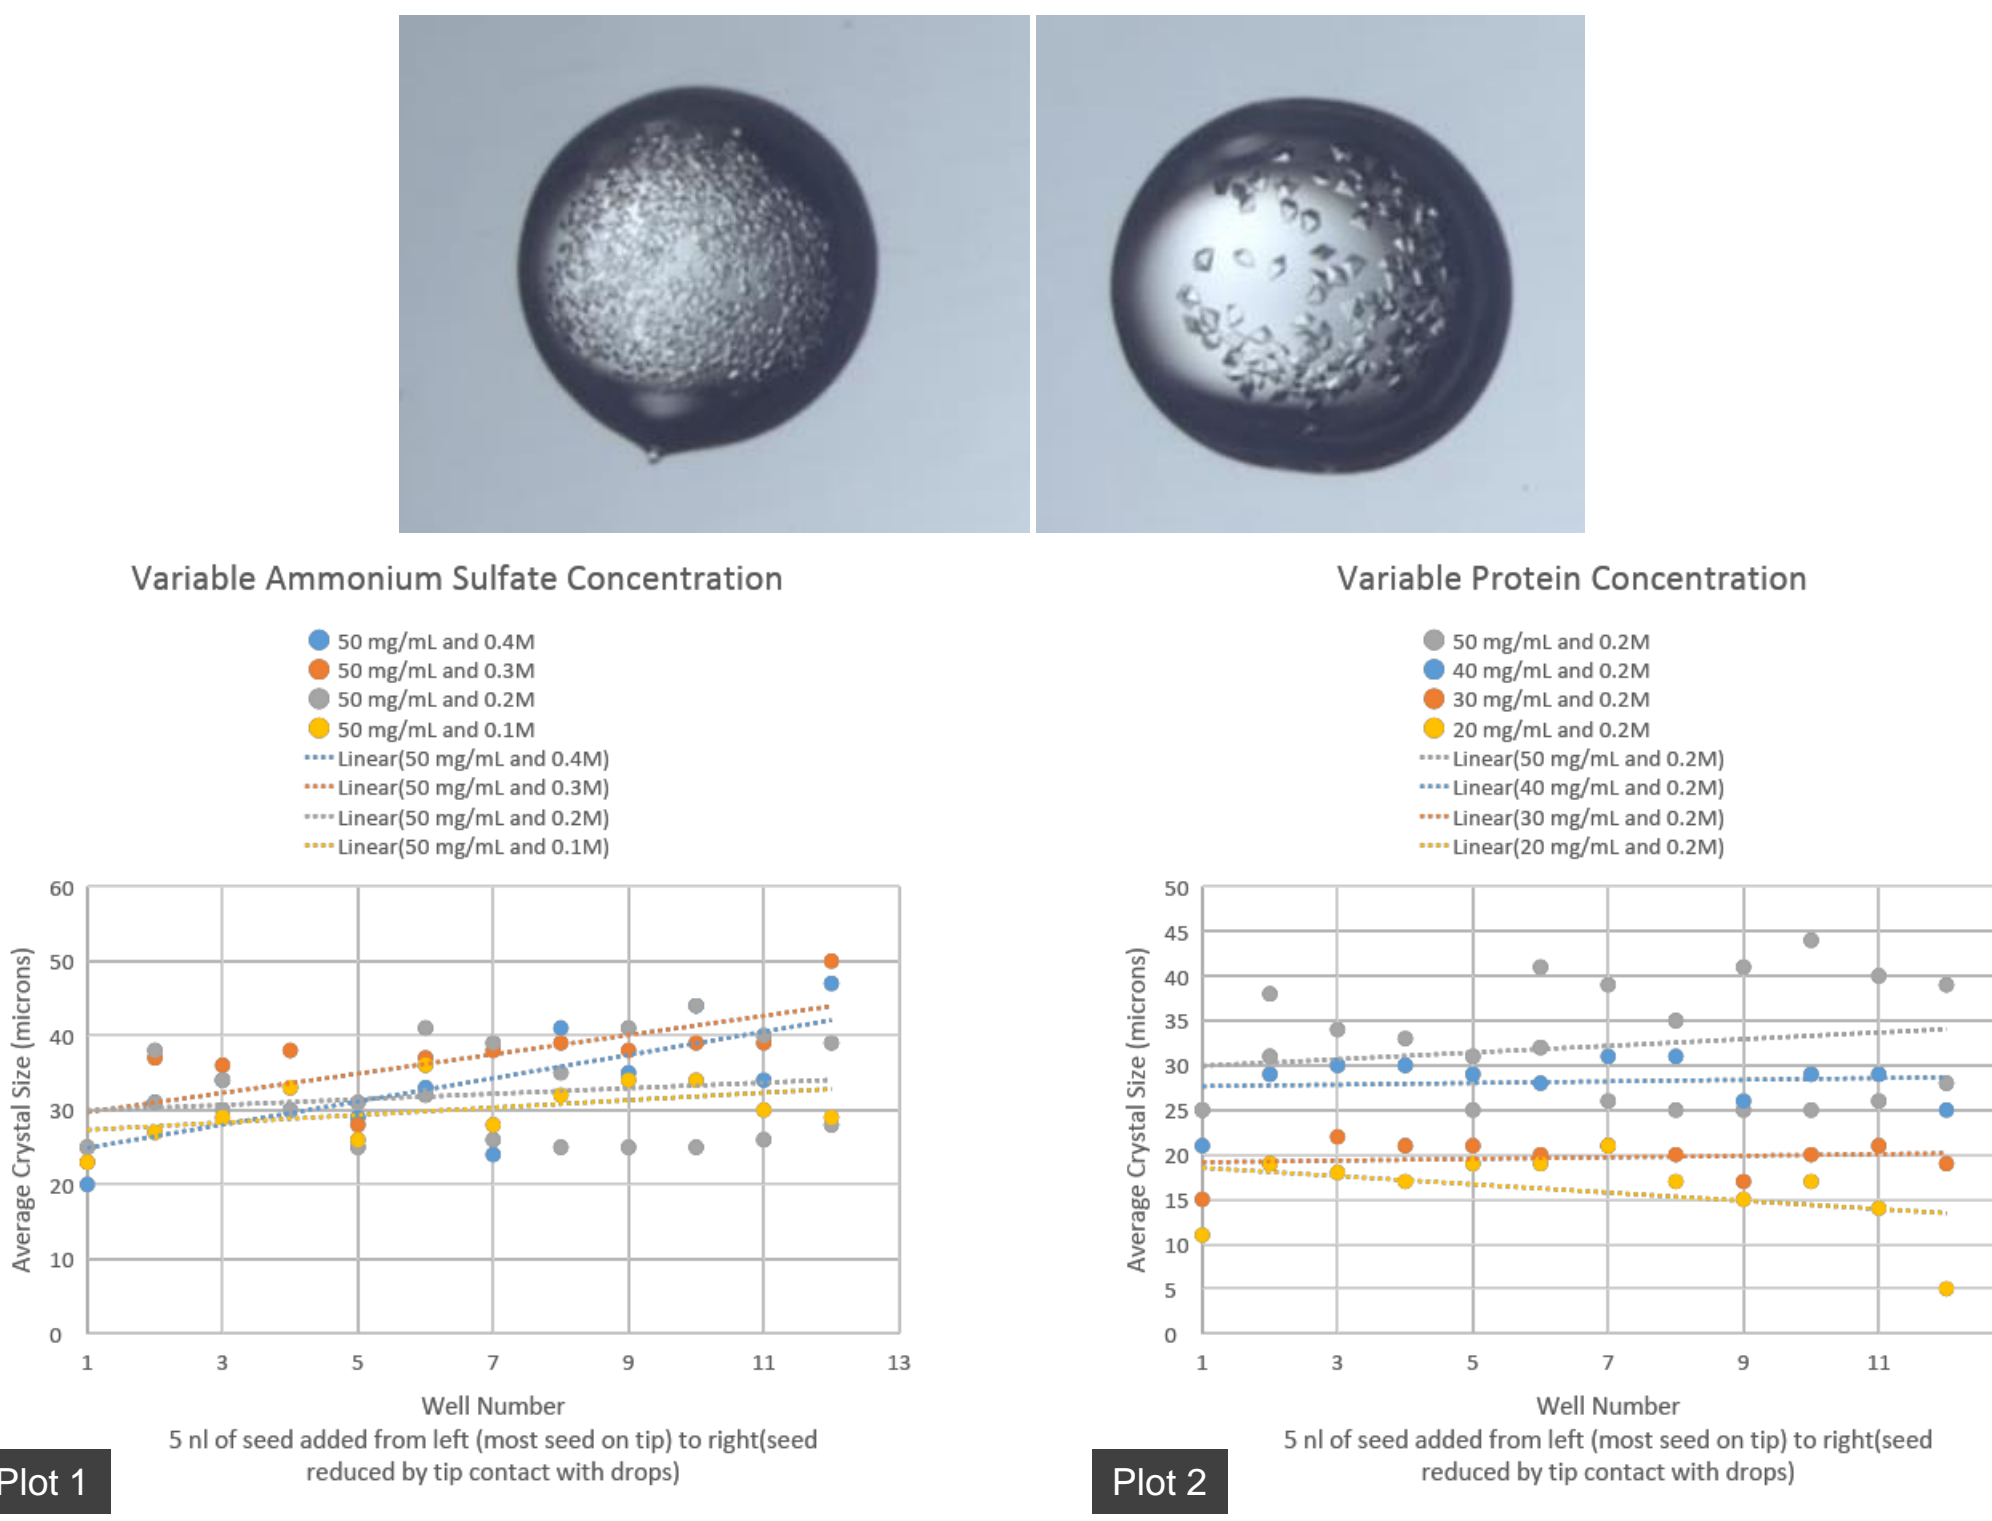 Variable Ammonium Sulfate Concentration
50 mg/mL and 0.4M
50 mg/mL and 0.3M
50 mg/mL and 0.2M
50 mg/mL and 0.1M
Linear(50 mg/mL and 0.4M)
Linear(50 mg/mL and 0.3M)
Linear(50 mg/mL and 0.2M)
Linear(50 mg/mL and 0.1M)
60
50
40
30
20
10
0
Average Crystal Size (microns)
1 3 5 7 9 11 13
Well Number
5 nl of seed added from left (most seed on tip) to right(seed
reduced by tip contact with drops)
Plot 1
Variable Protein Concentration
50 mg/mL and 0.2M
40 mg/mL and 0.2M
30 mg/mL and 0.2M
20 mg/mL and 0.2M
Linear(50 mg/mL and 0.2M)
Linear(40 mg/mL and 0.2M)
Linear(30 mg/mL and 0.2M)
Linear(20 mg/mL and 0.2M)
50
45
40
35
30
25
20
15
10
5
0
Average Crystal Size (microns)
1 3 5 7 9 11
Well Number
5 nl of seed added from left (most seed on tip) to right(seed
reduced by tip contact with drops)
Plot 2